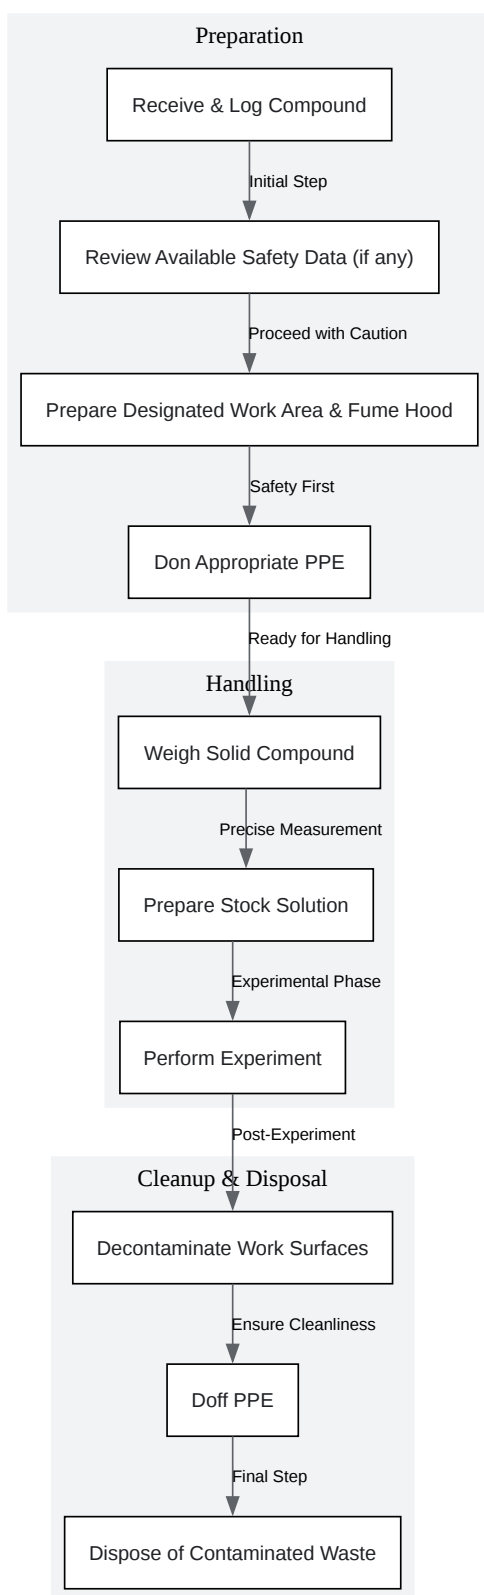 Preparation
Receive & Log Compound
Initial Step
Review Available Safety Data (if any)
Proceed with Caution
Prepare Designated Work Area & Fume Hood
Safety First
Don Appropriate PPE
Ready for Handling
Handling
Weigh Solid Compound
Precise Measurement
Prepare Stock Solution
Experimental Phase
Perform Experiment
Post-Experiment
Cleanup & Disposal
Decontaminate Work Surfaces
Ensure Cleanliness
Doff PPE
Final Step
Dispose of Contaminated Waste